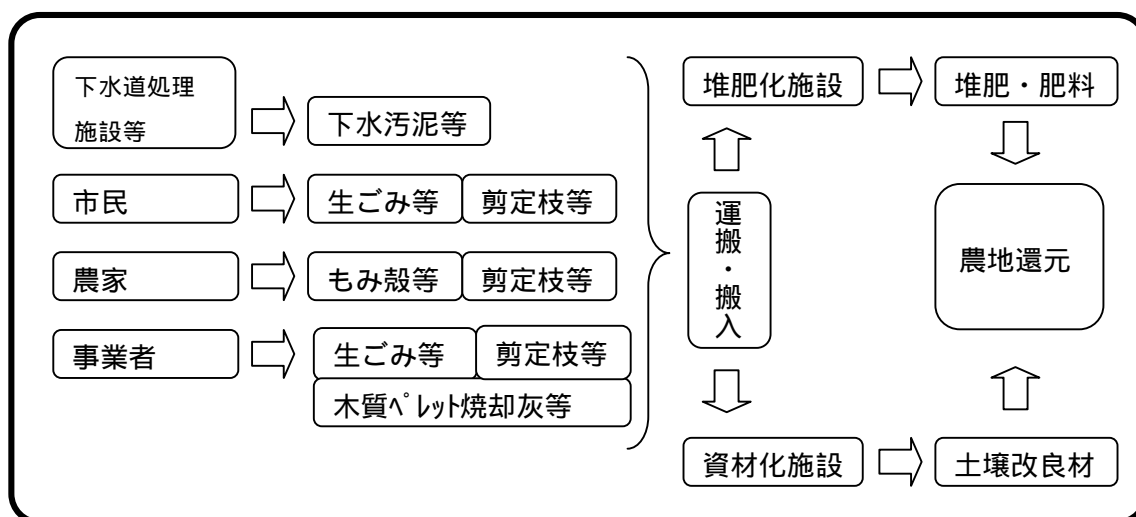 下水道処理
施設等
下水汚泥等
市民
生ごみ等
剪定枝等
農家
もみ殻等
剪定枝等
事業者
生ごみ等
剪定枝等
木質ﾍﾟﾚｯﾄ焼却灰等
運搬・搬入
堆肥化施設
堆肥・肥料
農地還元
資材化施設
土壌改良材